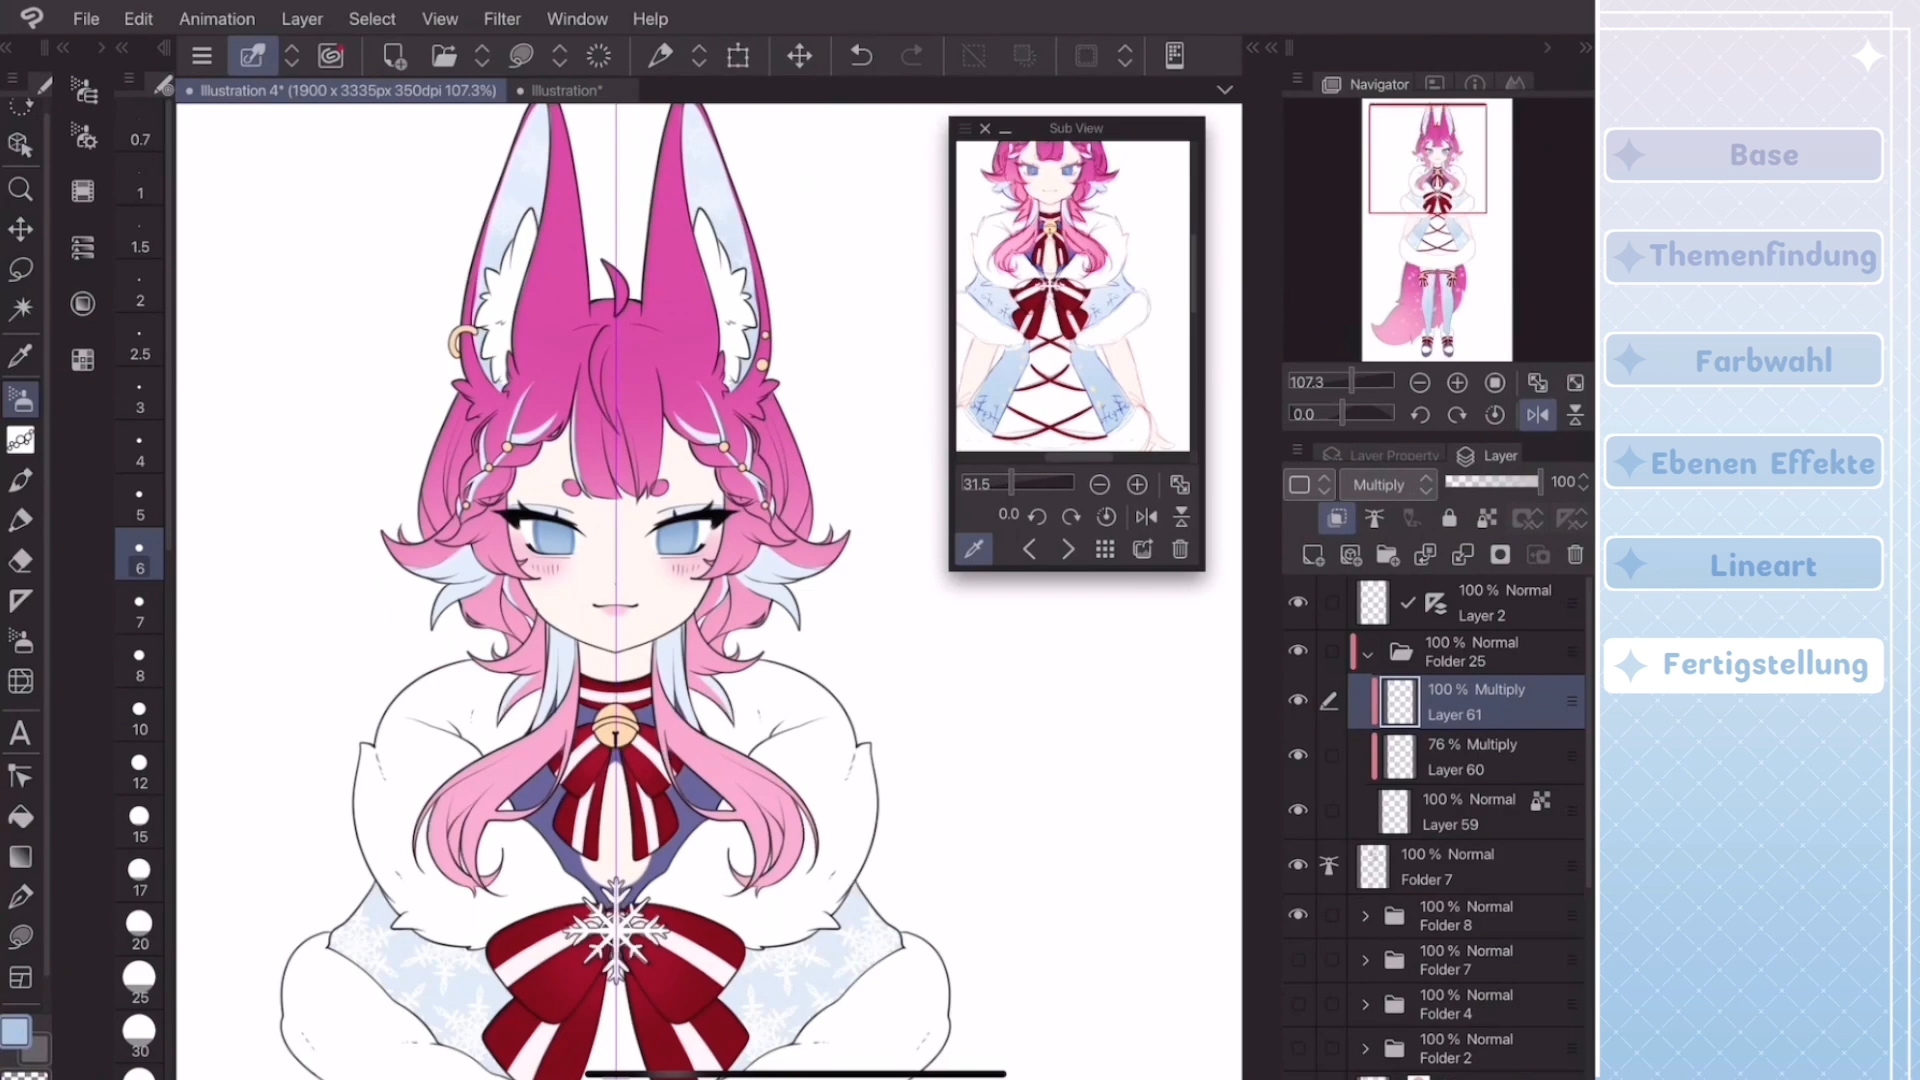 File Edit Animation Layer Select View Filter Window Help
Illustration 4* (1900 x 3335px 350dpi 107.3%) Illustration*
Sub View
31.5
0.0
0.7
1
1.5
2
2.5
3
4
5
6
7
8
10
12
15
17
20
25
30
Navigator
107.3
0.0
Layer Property Layer
Multiply 100
100 % Normal
Layer 2
100 % Normal
Folder 25
100 % Multiply
Layer 61
76 % Multiply
Layer 60
100 % Normal
Layer 59
100 % Normal
Folder 7
100 % Normal
Folder 8
100 % Normal
Folder 7
100 % Normal
Folder 4
100 % Normal
Folder 2
Base
Themenfindung
Farbwahl
Ebenen Effekte
Lineart
Fertigstellung